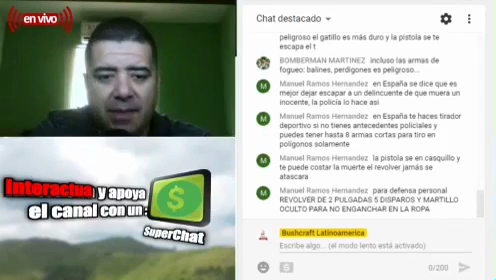 en vivo
Interactua y apoya
el canal con un :
$
SuperChat
Chat destacado
peligroso el gatillo es más duro y la pistola se te
escapa el t
BOMBERMAN MARTINEZ incluso las armas de
fogueo: balines, perdigones es peligroso...
M Manuel Ramos Hernandez en España se dice que es
mejor dejar escapar a un delincuente de que muera un
inocente, la policía lo hace asi
M Manuel Ramos Hernandez en España te haces tirador
deportivo si no tienes antecedentes policiales y
puedes tener hasta 8 armas cortas para tiro en
polígonos solamente
M Manuel Ramos Hernandez la pistola se en casquillo y te
puede costar la muerte el revolver jamás se
atascara
M Manuel Ramos Hernandez para defensa personal
REVOLVER DE 2 PULGADAS 5 DISPAROS Y MARTILLO
OCULTO PARA NO ENGANCHAR EN LA ROPA
Bushcraft Latinoamerica
Escribe algo... (el modo lento está activado)
S
0/200